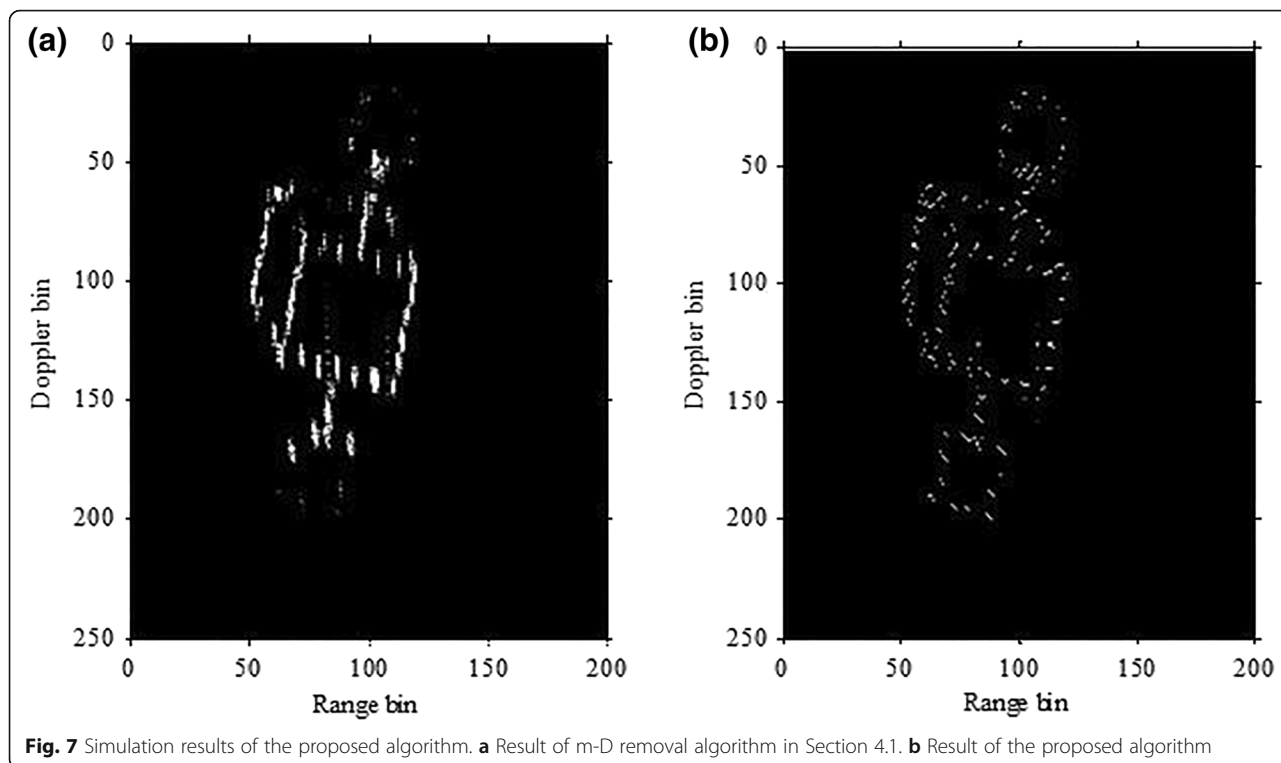 (a)
0
50
100
150
200
250
Doppler bin
0 50 100 150 200
Range bin
(b)
0
50
100
150
200
250
Doppler bin
0 50 100 150 200
Range bin
Fig. 7 Simulation results of the proposed algorithm. a Result of m-D removal algorithm in Section 4.1. b Result of the proposed algorithm